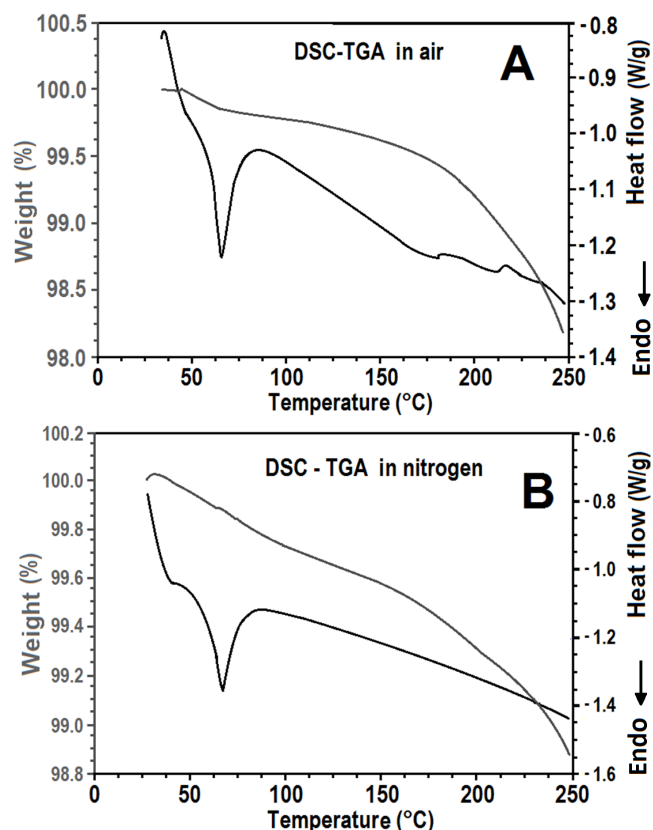 DSC-TGA in air
A
100.5
100.0
99.5
99.0
98.5
98.0
Weight (%)
-0.8
-0.9
-1.0
-1.1
-1.2
-1.3
-1.4
Heat flow (W/g)
Endo
0 50 100 150 200 250
Temperature (°C)
DSC - TGA in nitrogen
B
100.2
100.0
99.8
99.6
99.4
99.2
99.0
98.8
Weight (%)
-0.6
-0.8
-1.0
-1.2
-1.4
-1.6
Heat flow (W/g)
Endo
0 50 100 150 200 250
Temperature (°C)